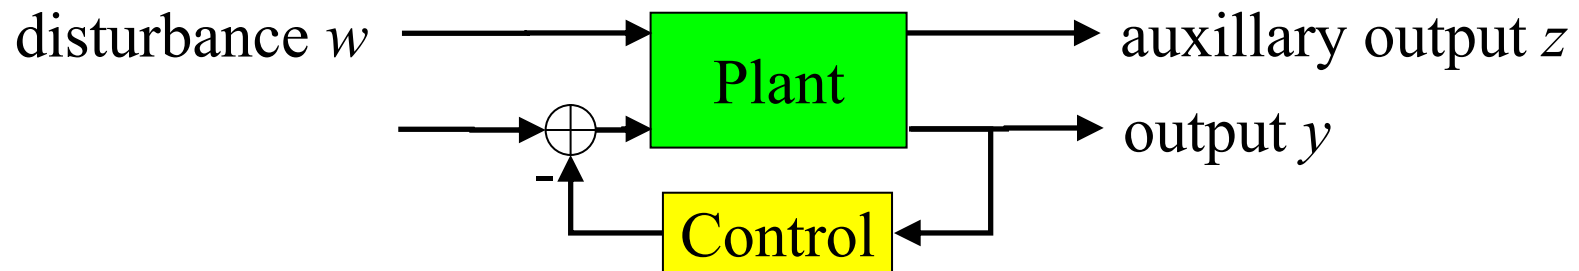 disturbance w
Plant
auxillary output z
output y
-
Control